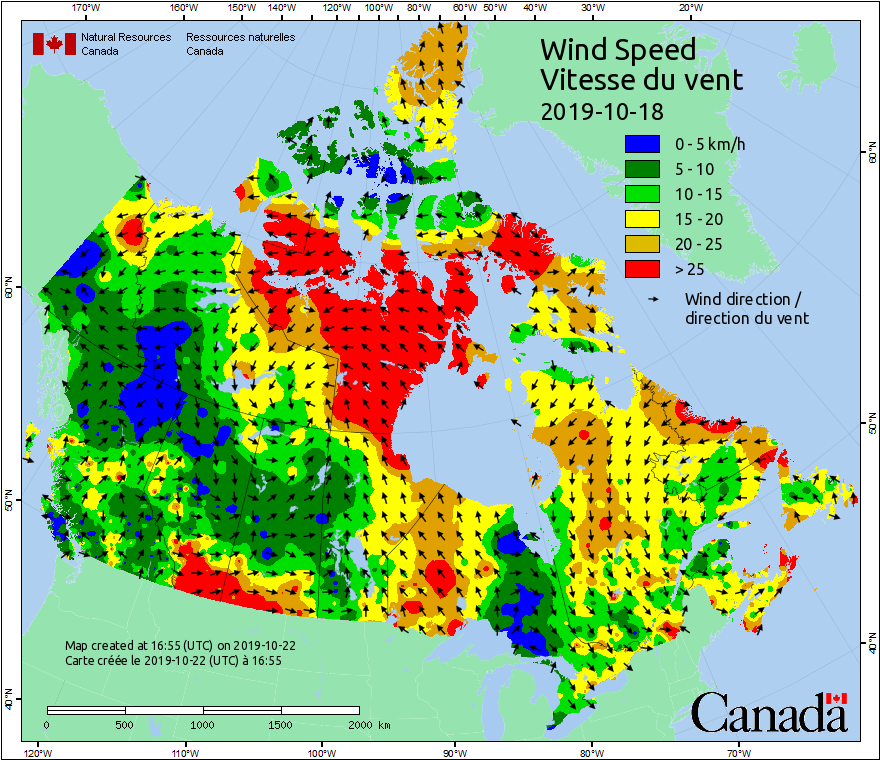 170°W 160°W 150°W 140°W 120°W 100°W 80°W 60°W 50°W 40°W 30°W 20°W
Natural Resources Ressources naturelles
Canada Canada
Wind Speed
Vitesse du vent
2019-10-18
0 - 5 km/h
5 - 10
10 - 15
15 - 20
20 - 25
> 25
Wind direction /
direction du vent
60°N
60°N
50°N
50°N
40°N
40°N
Map created at 16:55 (UTC) on 2019-10-22
Carte créée le 2019-10-22 (UTC) à 16:55
0 500 1000 1500 2000 km
Canada
120°W 110°W 100°W 90°W 80°W 70°W